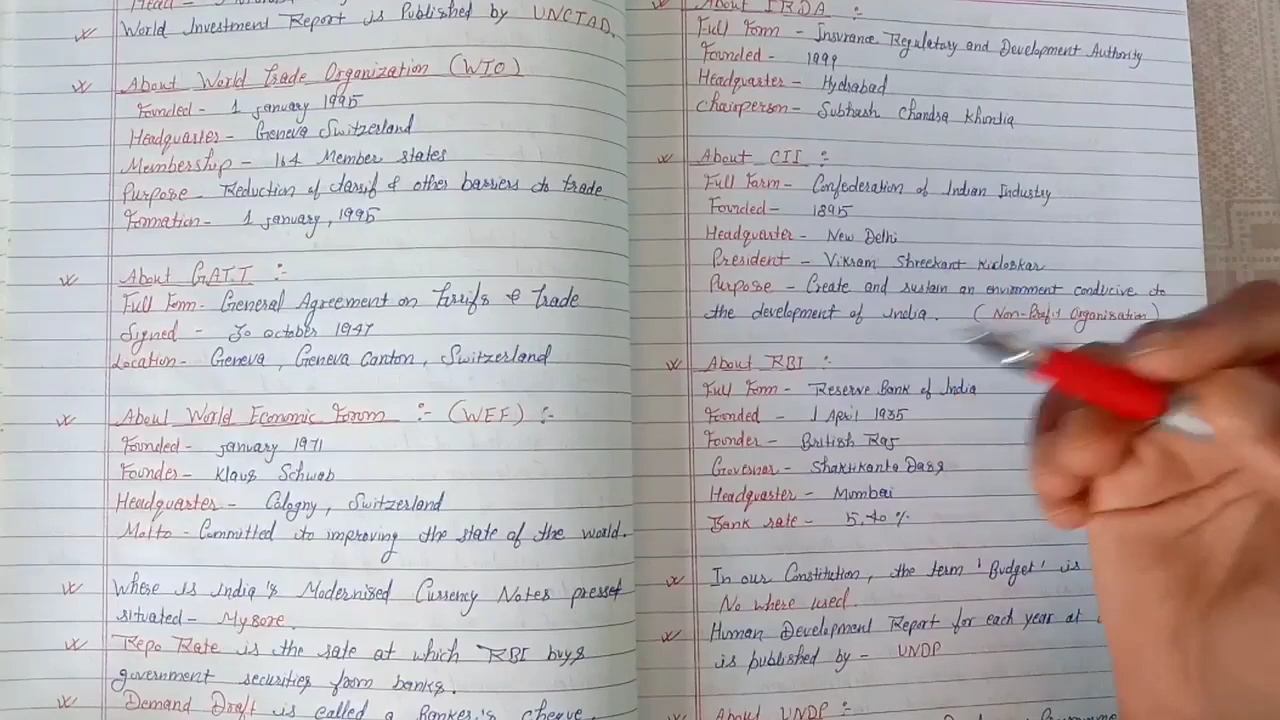 World Investment Report is Published by UNCTAD.
About World Trade Organization (WTO)
Founded - 1 January 1995
Headquarter - Geneva Switzerland
Membership - 164 Member states
Purpose - Reduction of tarrif & other barriers to trade
Formation - 1 January, 1995
About GATT :-
Full Form - General Agreement on Tariifs & Trade
Signed - 30 October 1947
Location - Geneva, Geneva Canton, Switzerland
About World Economic Forum :- (WEF) :-
Founded - January 1971
Founder - Klaus Schwab
Headquarter - Cologny, Switzerland
Motto - Committed to improving the state of the world.
Where is India's Modernised Currency Notes presset
situated - Mysore.
Repo Rate is the rate at which RBI buys
government securities from banks.
Demand Draft is called a Banker's cheque.
About IRDA :-
Full Form - Insurance Regulatory and Development Authority
Founded - 1999
Headquarter - Hydrabad
Chairperson - Subhash Chandra Khuntia
About CII :-
Full Farm - Confederation of Indian Industry
Founded - 1895
Headquarter - New Delhi
President - Vikram Shreekant Kirloskar
Purpose - Create and sustain an envirnment conducive to
the development of India. (Non-Profit Organisation)
About RBI :-
Full Form - Reserve Bank of India
Fonded - 1 April 1935
Founder - British Raj
Governer - Shaktikanta Dass
Headquarter - Mumbai
Bank rate - 5.40 %
In our Constitution, the term 'Budget' is
No where used.
Human Development Report for each year at
is published by - UNDP
About UNDP :-